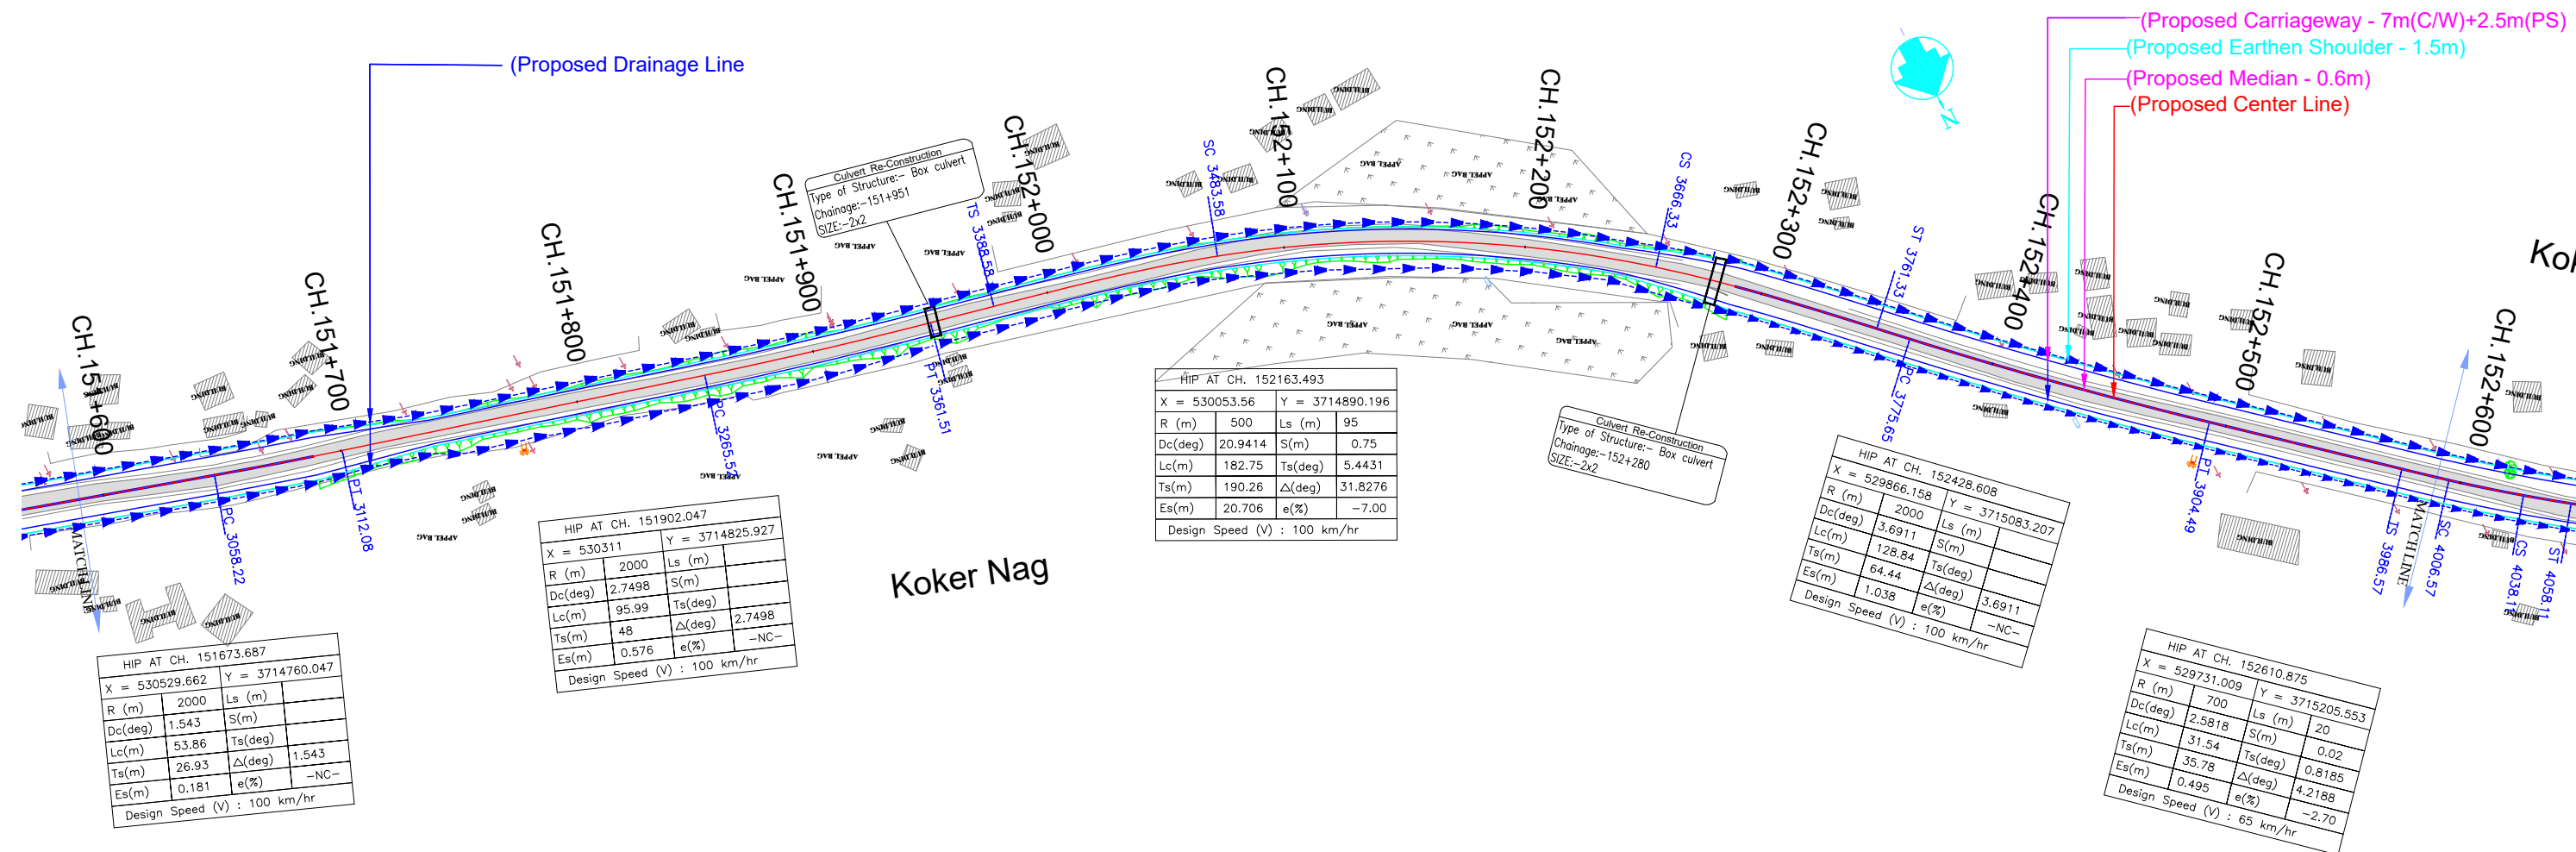 (Proposed Drainage Line
(Proposed Carriageway - 7m(C/W)+2.5m(PS)
(Proposed Earthen Shoulder - 1.5m)
(Proposed Median - 0.6m)
(Proposed Center Line)
N
CH.151+600
CH.151+700
CH.151+800
CH.151+900
CH.152+000
CH.152+100
CH.152+200
CH.152+300
CH.152+400
CH.152+500
CH.152+600
Culvert Re-Construction
Type of Structure:- Box culvert
Chainage:-151+951
SIZE:-2x2
Culvert Re-Construction
Type of Structure:- Box culvert
Chainage:-152+280
SIZE:-2x2
PC 3058.22
PT 3112.08
PC 3265.52
PT 3361.51
TS 3388.58
SC 3483.58
CS 3666.33
ST 3761.33
PC 3775.65
PT 3904.49
TS 3986.57
SC 4006.57
CS 4038.11
ST 4058.11
MATCH LINE
MATCH LINE
BUILDING
APPEL BAG
Koker Nag
Kok
HIP AT CH. 151673.687
X = 530529.662 Y = 3714760.047
R (m) 2000 Ls (m)
Dc(deg) 1.543 S(m)
Lc(m) 53.86 Ts(deg)
Ts(m) 26.93 △(deg) 1.543
Es(m) 0.181 e(%) -NC-
Design Speed (V) : 100 km/hr
HIP AT CH. 151902.047
X = 530311 Y = 3714825.927
R (m) 2000 Ls (m)
Dc(deg) 2.7498 S(m)
Lc(m) 95.99 Ts(deg)
Ts(m) 48 △(deg) 2.7498
Es(m) 0.576 e(%) -NC-
Design Speed (V) : 100 km/hr
HIP AT CH. 152163.493
X = 530053.56 Y = 3714890.196
R (m) 500 Ls (m) 95
Dc(deg) 20.9414 S(m) 0.75
Lc(m) 182.75 Ts(deg) 5.4431
Ts(m) 190.26 △(deg) 31.8276
Es(m) 20.706 e(%) -7.00
Design Speed (V) : 100 km/hr
HIP AT CH. 152428.608
X = 529866.158 Y = 3715083.207
R (m) 2000 Ls (m)
Dc(deg) 3.6911 S(m)
Lc(m) 128.84 Ts(deg)
Ts(m) 64.44 △(deg) 3.6911
Es(m) 1.038 e(%) -NC-
Design Speed (V) : 100 km/hr
HIP AT CH. 152610.875
X = 529731.009 Y = 3715205.553
R (m) 700 Ls (m) 20
Dc(deg) 2.5818 S(m) 0.02
Lc(m) 31.54 Ts(deg) 0.8185
Ts(m) 35.78 △(deg) 4.2188
Es(m) 0.495 e(%) -2.70
Design Speed (V) : 65 km/hr